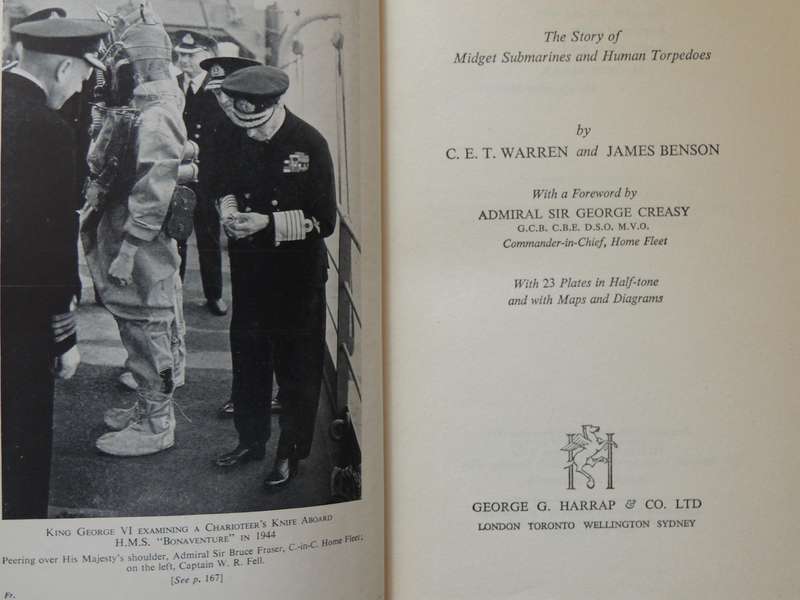 KING GEORGE VI EXAMINING A CHARIOTEER'S KNIFE ABOARD
H.M.S. "BONAVENTURE" IN 1944
Peering over His Majesty's shoulder, Admiral Sir Bruce Fraser, C.-in-C. Home Fleet;
on the left, Captain W. R. Fell.
[See p. 167]
Fr.
The Story of
Midget Submarines and Human Torpedoes
by
C. E. T. WARREN and JAMES BENSON
With a Foreword by
ADMIRAL SIR GEORGE CREASY
G.C.B. C.B.E. D.S.O. M.V.O.
Commander-in-Chief, Home Fleet
With 23 Plates in Half-tone
and with Maps and Diagrams
H
GEORGE G. HARRAP & CO. LTD
LONDON TORONTO WELLINGTON SYDNEY